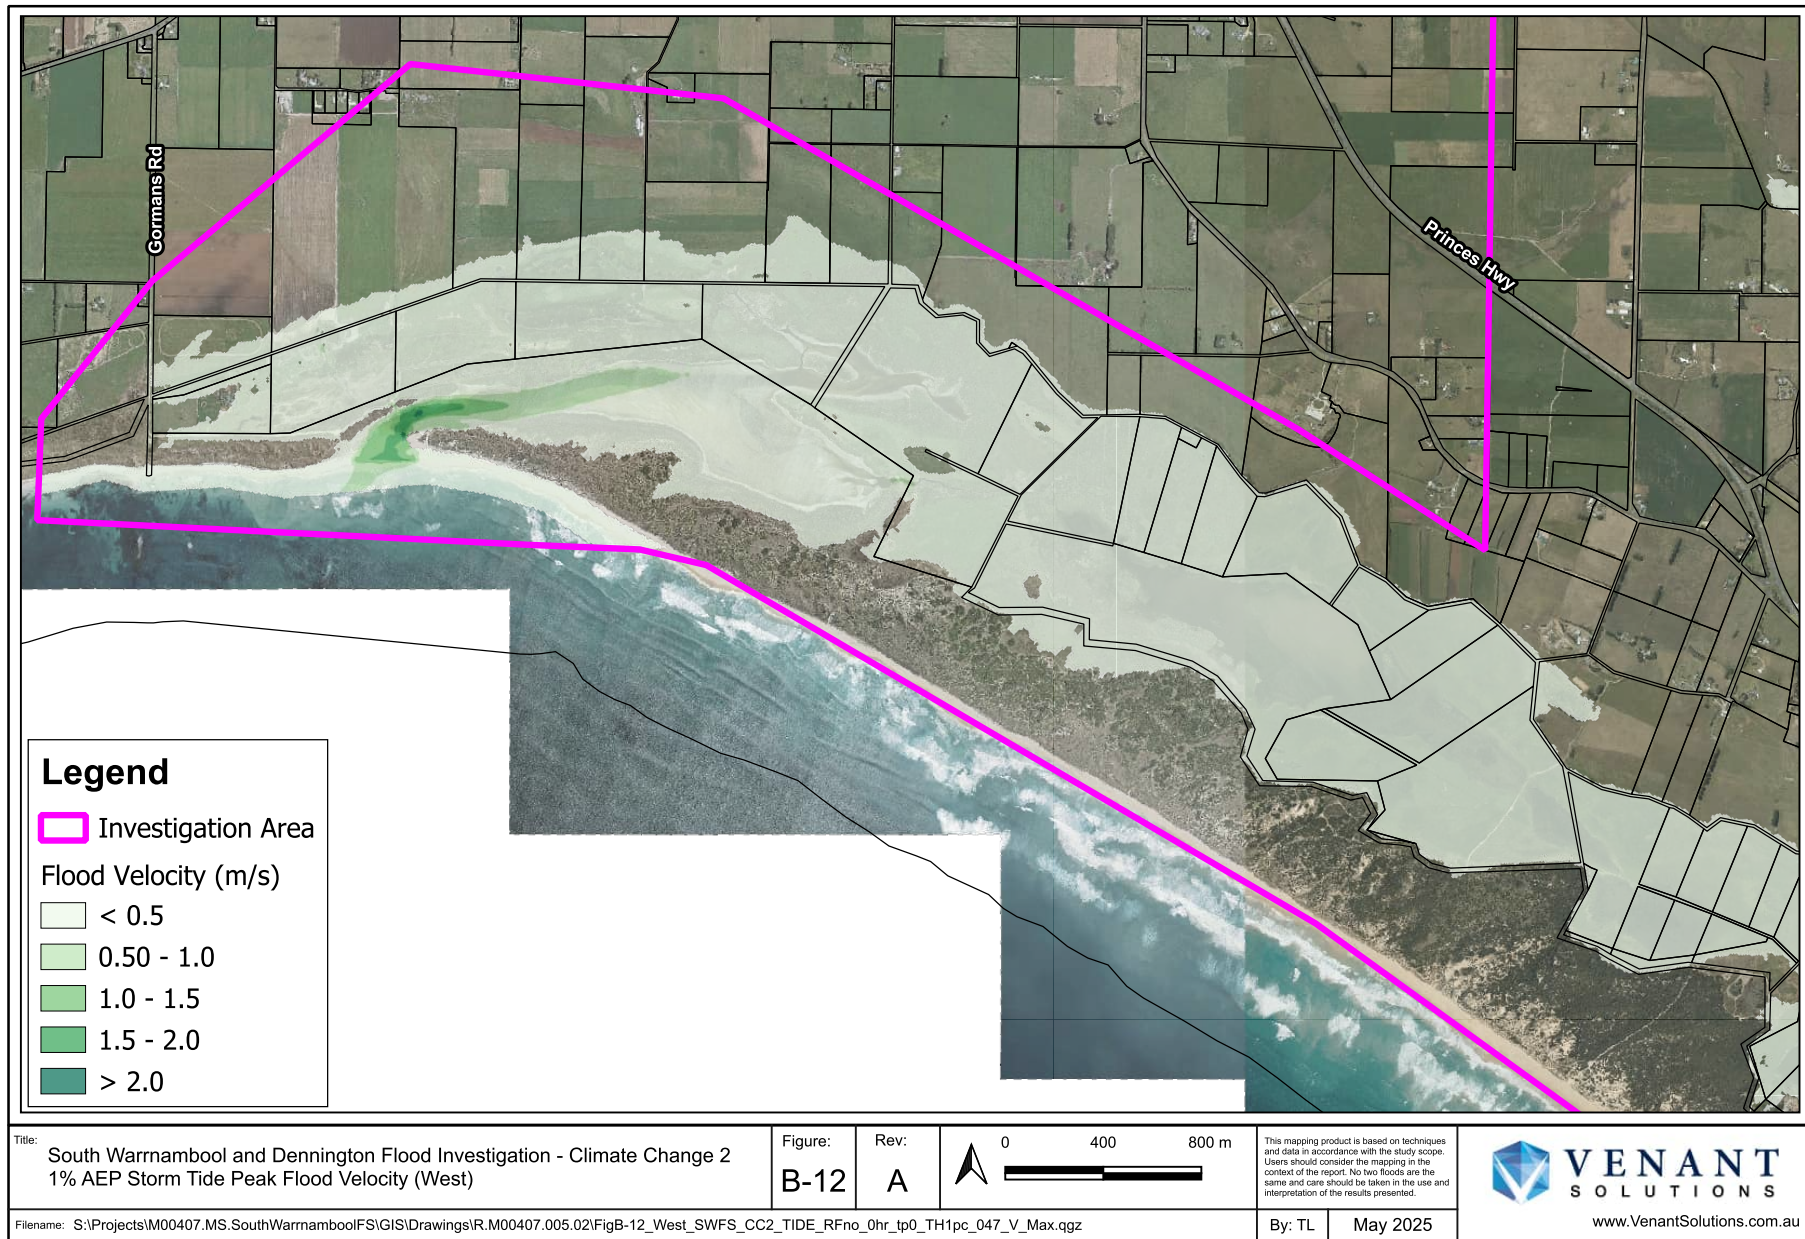 Gormans Rd
Princes Hwy
Legend
Investigation Area
Flood Velocity (m/s)
< 0.5
0.50 - 1.0
1.0 - 1.5
1.5 - 2.0
> 2.0
Title:
South Warrnambool and Dennington Flood Investigation - Climate Change 2
1% AEP Storm Tide Peak Flood Velocity (West)
Figure:
B-12
Rev:
A
0 400 800 m
This mapping product is based on techniques
and data in accordance with the study scope.
Users should consider the mapping in the
context of the report. No two floods are the
same and care should be taken in the use and
interpretation of the results presented.
VENANT
SOLUTIONS
Filename: S:\Projects\M00407.MS.SouthWarrnamboolFS\GIS\Drawings\R.M00407.005.02\FigB-12_West_SWFS_CC2_TIDE_RFno_0hr_tp0_TH1pc_047_V_Max.qgz
By: TL
May 2025
www.VenantSolutions.com.au